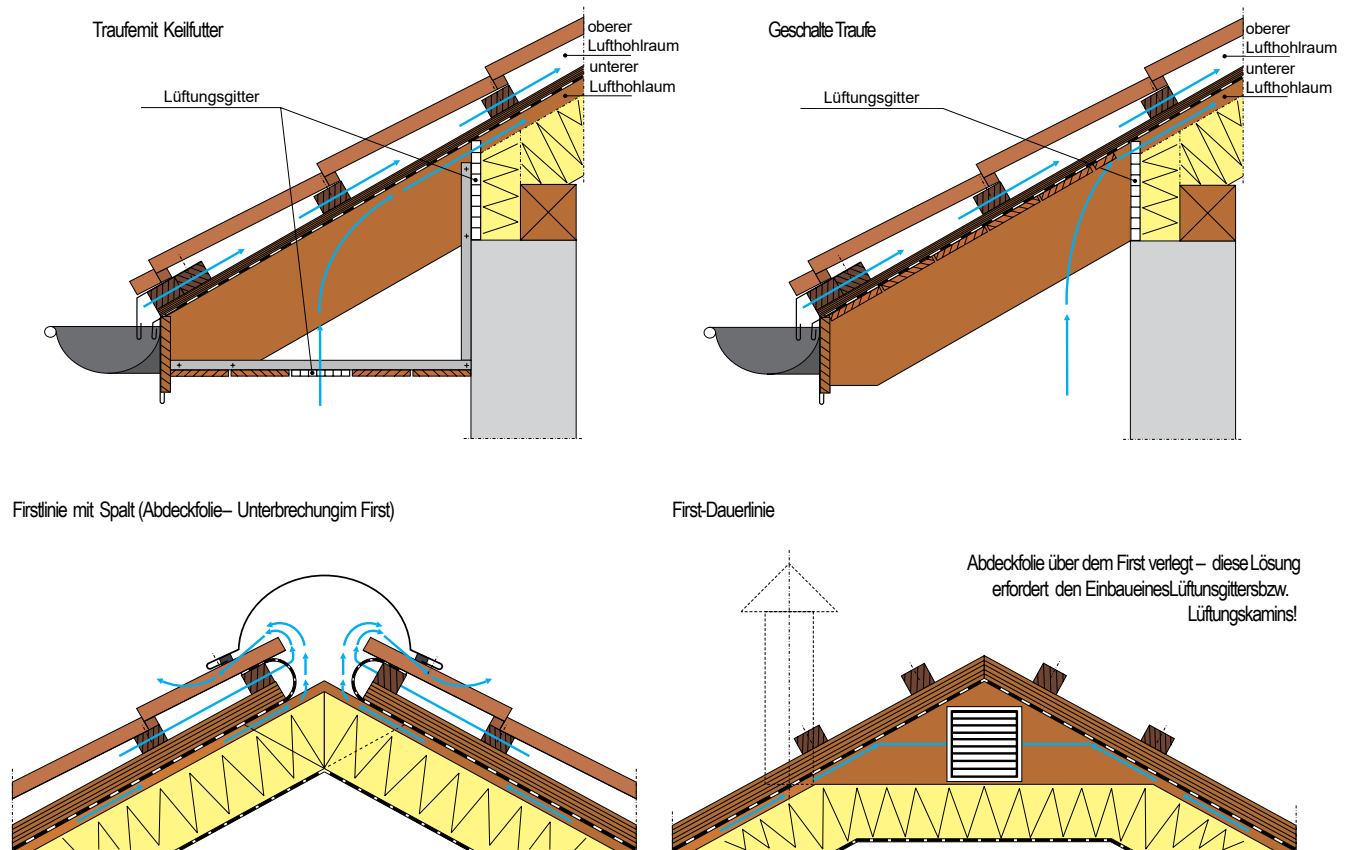 Traufemit Keilfutter
oberer
Lufthohlraum
unterer
Lufthohlaum
Lüftungsgitter
Geschalte Traufe
oberer
Lufthohlraum
unterer
Lufthohlaum
Lüftungsgitter
Firstlinie mit Spalt (Abdeckfolie– Unterbrechungim First)
First-Dauerlinie
Abdeckfolie über dem First verlegt – diese Lösung
erfordert den EinbaueinesLüftunsgittersbzw.
Lüftungskamins!